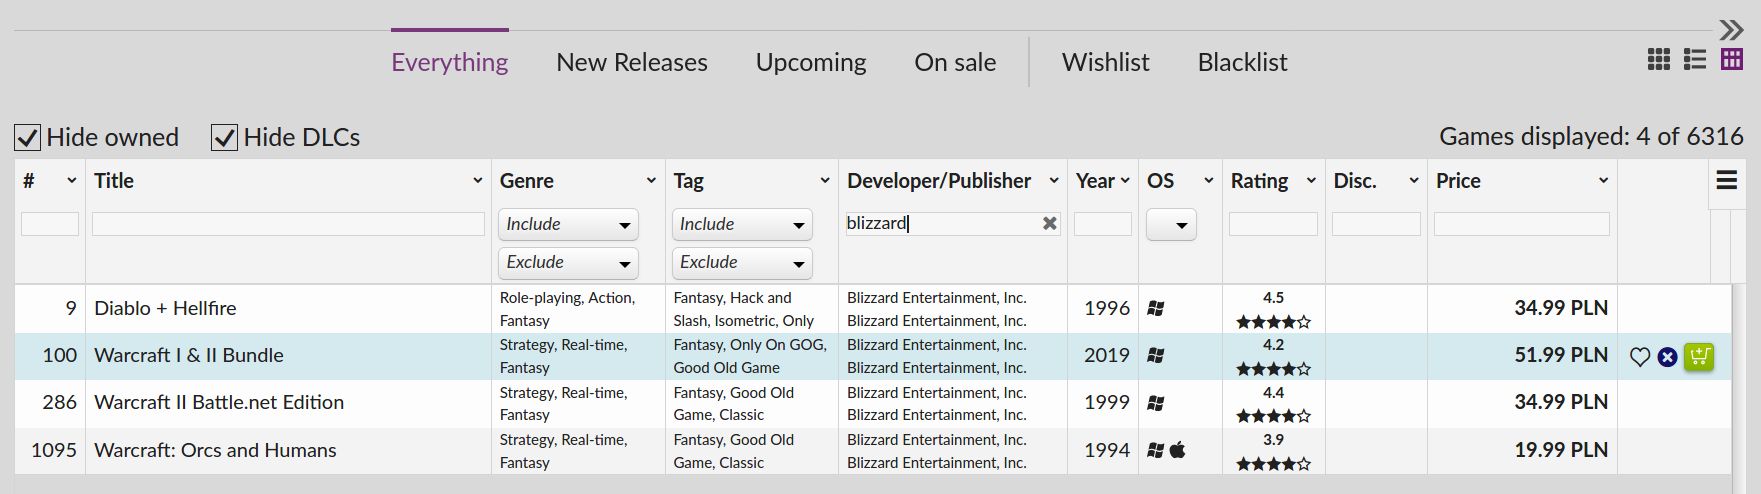 Everything New Releases Upcoming On sale Wishlist Blacklist
Hide owned Hide DLCs Games displayed: 4 of 6316
# Title Genre Tag Developer/Publisher Year OS Rating Disc. Price
Include Include blizzard
Exclude Exclude
9 Diablo + Hellfire Role-playing, Action, Fantasy, Hack and Blizzard Entertainment, Inc. 1996 4.5 34.99 PLN
Fantasy Slash, Isometric, Only Blizzard Entertainment, Inc.
100 Warcraft I & II Bundle Strategy, Real-time, Fantasy, Only On GOG, Blizzard Entertainment, Inc. 2019 4.2 51.99 PLN
Fantasy Good Old Game Blizzard Entertainment, Inc.
286 Warcraft II Battle.net Edition Strategy, Real-time, Fantasy, Good Old Blizzard Entertainment, Inc. 1999 4.4 34.99 PLN
Fantasy Game, Classic Blizzard Entertainment, Inc.
1095 Warcraft: Orcs and Humans Strategy, Real-time, Fantasy, Good Old Blizzard Entertainment, Inc. 1994 3.9 19.99 PLN
Fantasy Game, Classic Blizzard Entertainment, Inc.